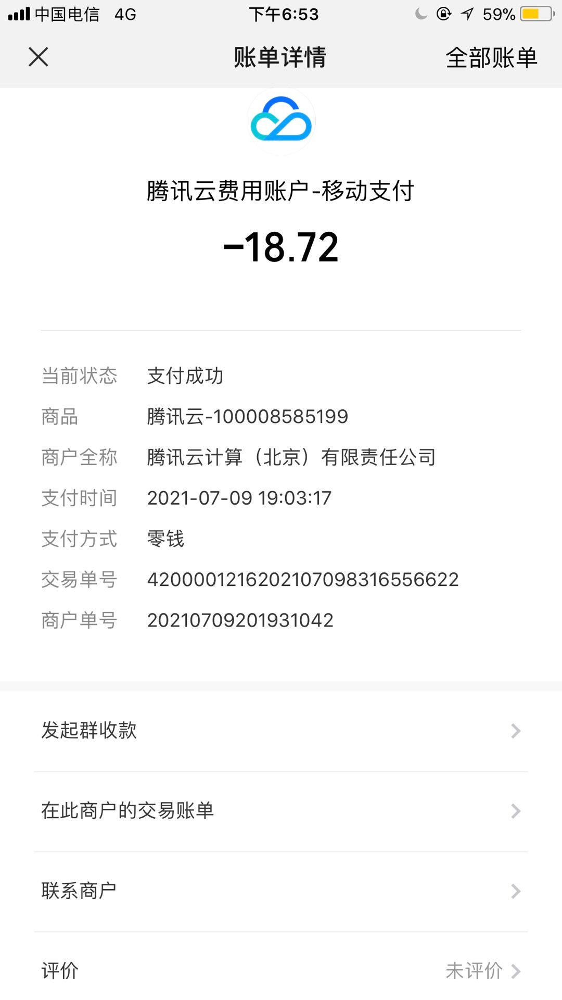 中国电信 4G 下午6:53 59%
账单详情 全部账单
腾讯云费用账户-移动支付
-18.72
当前状态 支付成功
商品 腾讯云-100008585199
商户全称 腾讯云计算（北京）有限责任公司
支付时间 2021-07-09 19:03:17
支付方式 零钱
交易单号 4200001216202107098316556622
商户单号 20210709201931042
发起群收款
在此商户的交易账单
联系商户
评价 未评价